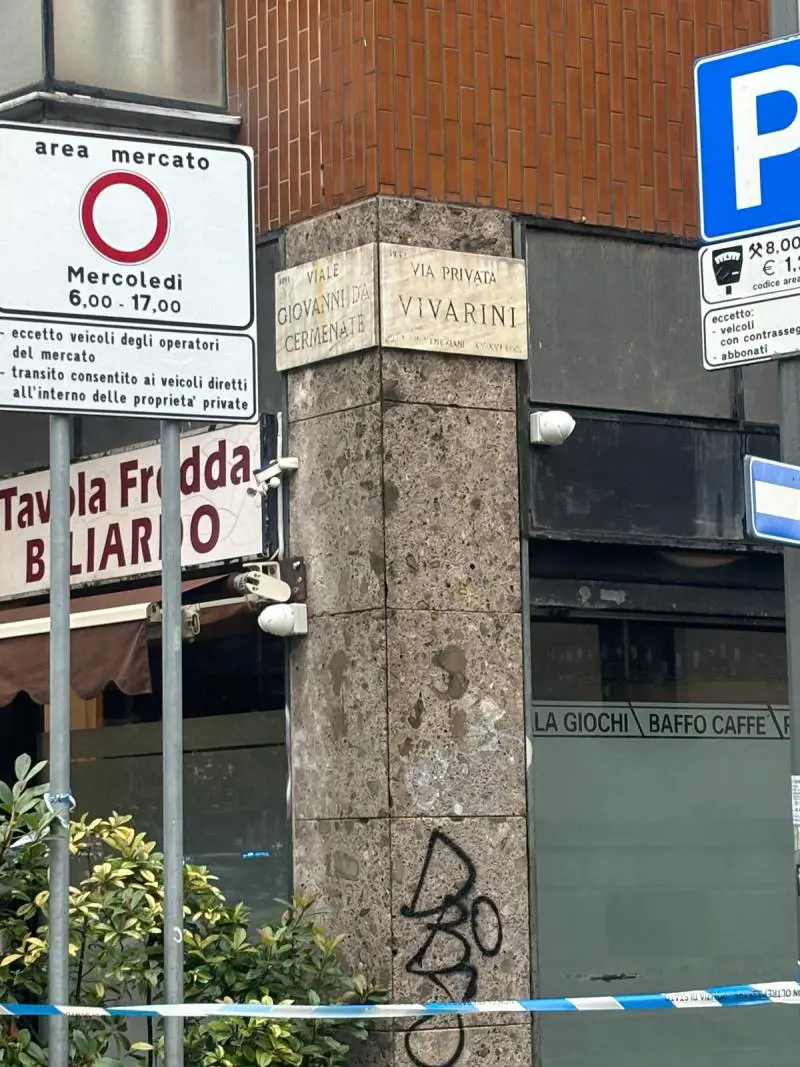 area mercato
Mercoledi
6,00 - 17,00
- eccetto veicoli degli operatori
del mercato
- transito consentito ai veicoli diretti
all'interno delle proprieta' private
VIALE
GIOVANNI DA
CERMENATE
VIA PRIVATA
VIVARINI
P
8,00
€ 1,
codice area
eccetto:
- veicoli
con contrasseg
- abbonati
Tavola Fredda
BILIARDO
LA GIOCHI \ BAFFO CAFFE \